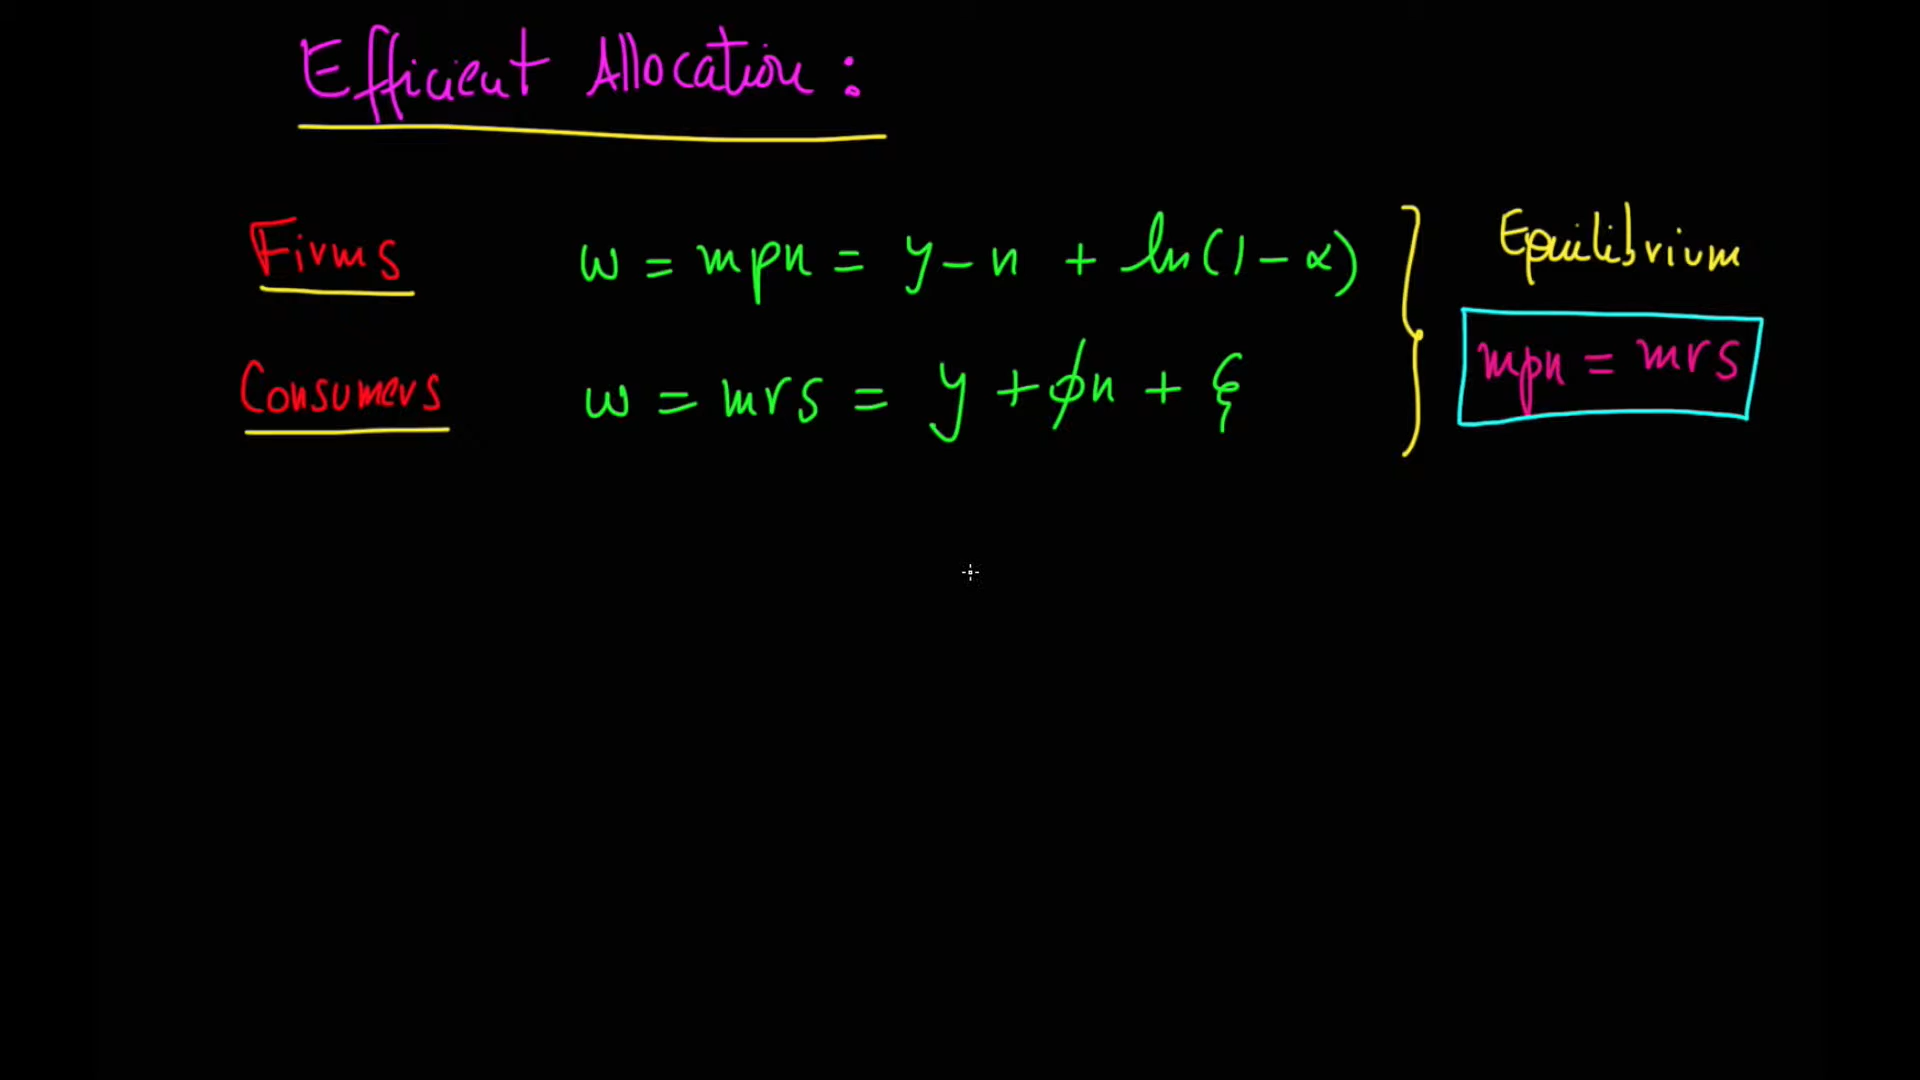 Efficient Allocation:
Firms w = mpn = y - n + ln(1 - α)
Equilibrium
mpn = mrs
Consumers w = mrs = y + ϕn + ξ